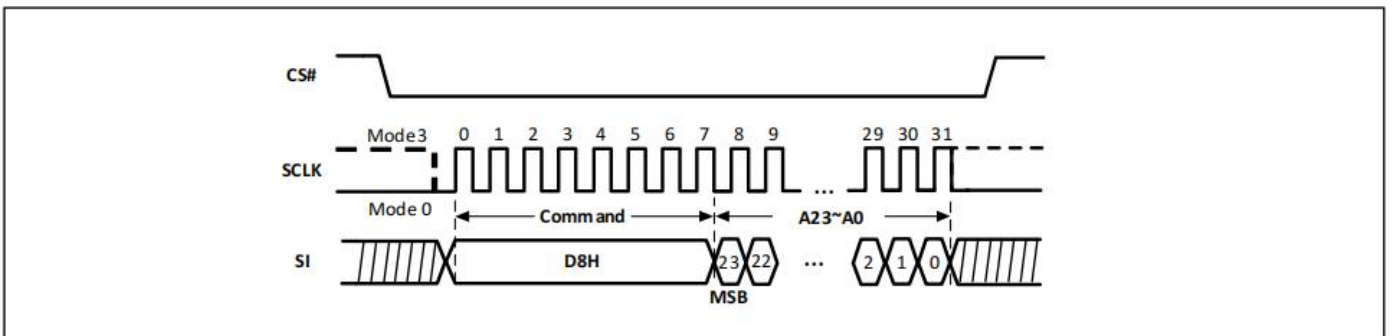 CS#
Mode3 0 1 2 3 4 5 6 7 8 9 29 30 31
SCLK
...
Mode 0 Command A23~A0
SI D8H 23 22 ... 2 1 0
MSB